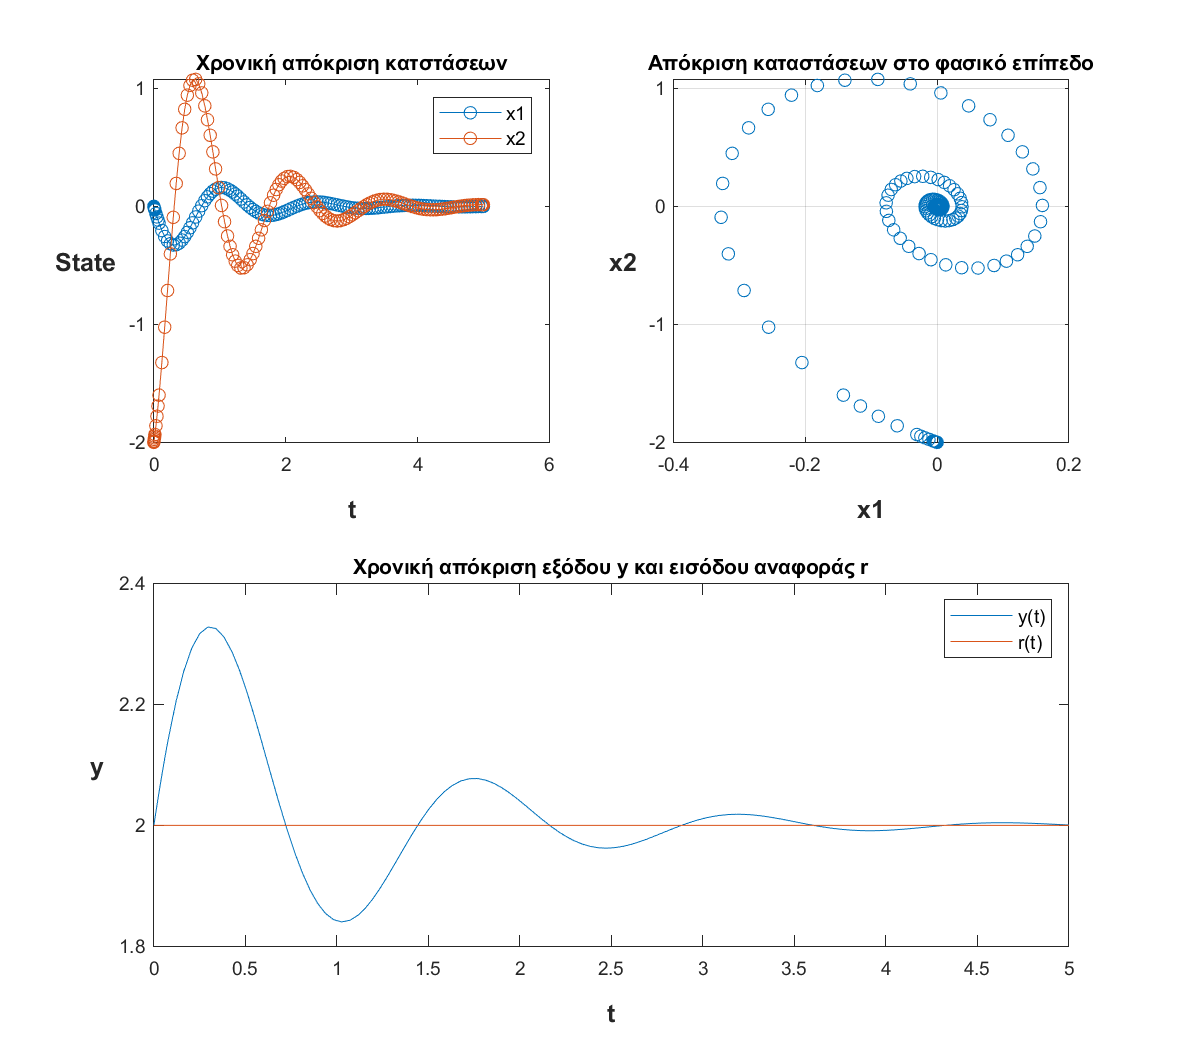 Χρονική απόκριση κατστάσεων
1
0
-1
-2
State
0
2
4
6
t
x1
x2
Απόκριση καταστάσεων στο φασικό επίπεδο
1
0
-1
-2
x2
-0.4
-0.2
0
0.2
x1
Χρονική απόκριση εξόδου y και εισόδου αναφοράς r
2.4
2.2
2
1.8
y
0
0.5
1
1.5
2
2.5
3
3.5
4
4.5
5
t
y(t)
r(t)